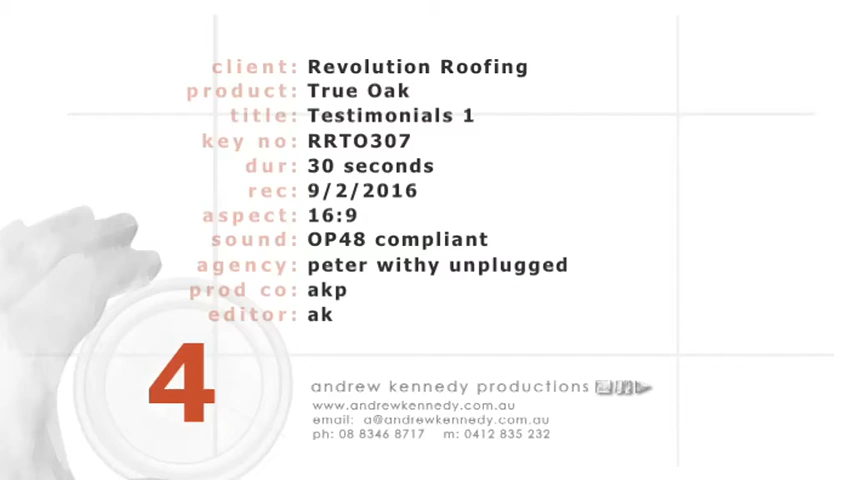 client: Revolution Roofing
product: True Oak
title: Testimonials 1
key no: RRTO307
dur: 30 seconds
rec: 9/2/2016
aspect: 16:9
sound: OP48 compliant
agency: peter withy unplugged
prod co: akp
editor: ak
4
andrew kennedy productions
www.andrewkennedy.com.au
email: a@andrewkennedy.com.au
ph: 08 8346 8717 m: 0412 835 232